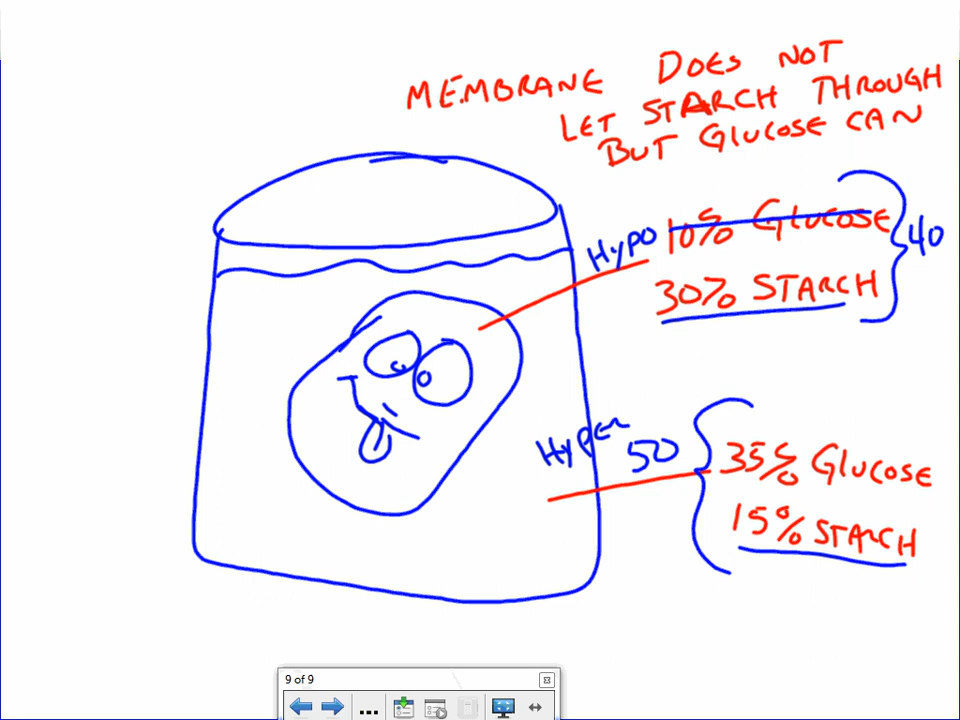 MEMBRANE DOES NOT
LET STARCH THROUGH
BUT GLUCOSE CAN
HYPO 10% GLUCOSE
30% STARCH
40
HYPER 50 35% GLUCOSE
15% STARCH
9 of 9
...